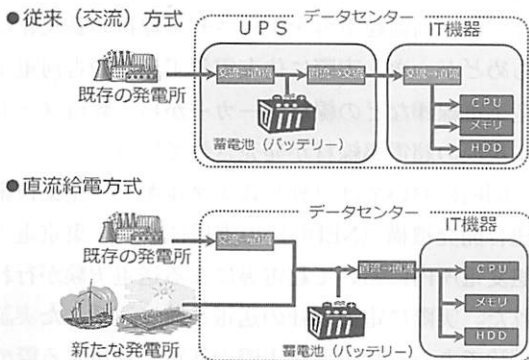 ●従来（交流）方式
データセンター
UPS
IT機器
交流→直流
直流→交流
交流→直流
既存の発電所
蓄電池（バッテリー）
CPU
メモリ
HDD
●直流給電方式
データセンター
IT機器
既存の発電所
交流→直流
直流→直流
CPU
メモリ
HDD
新たな発電所
蓄電池（バッテリー）